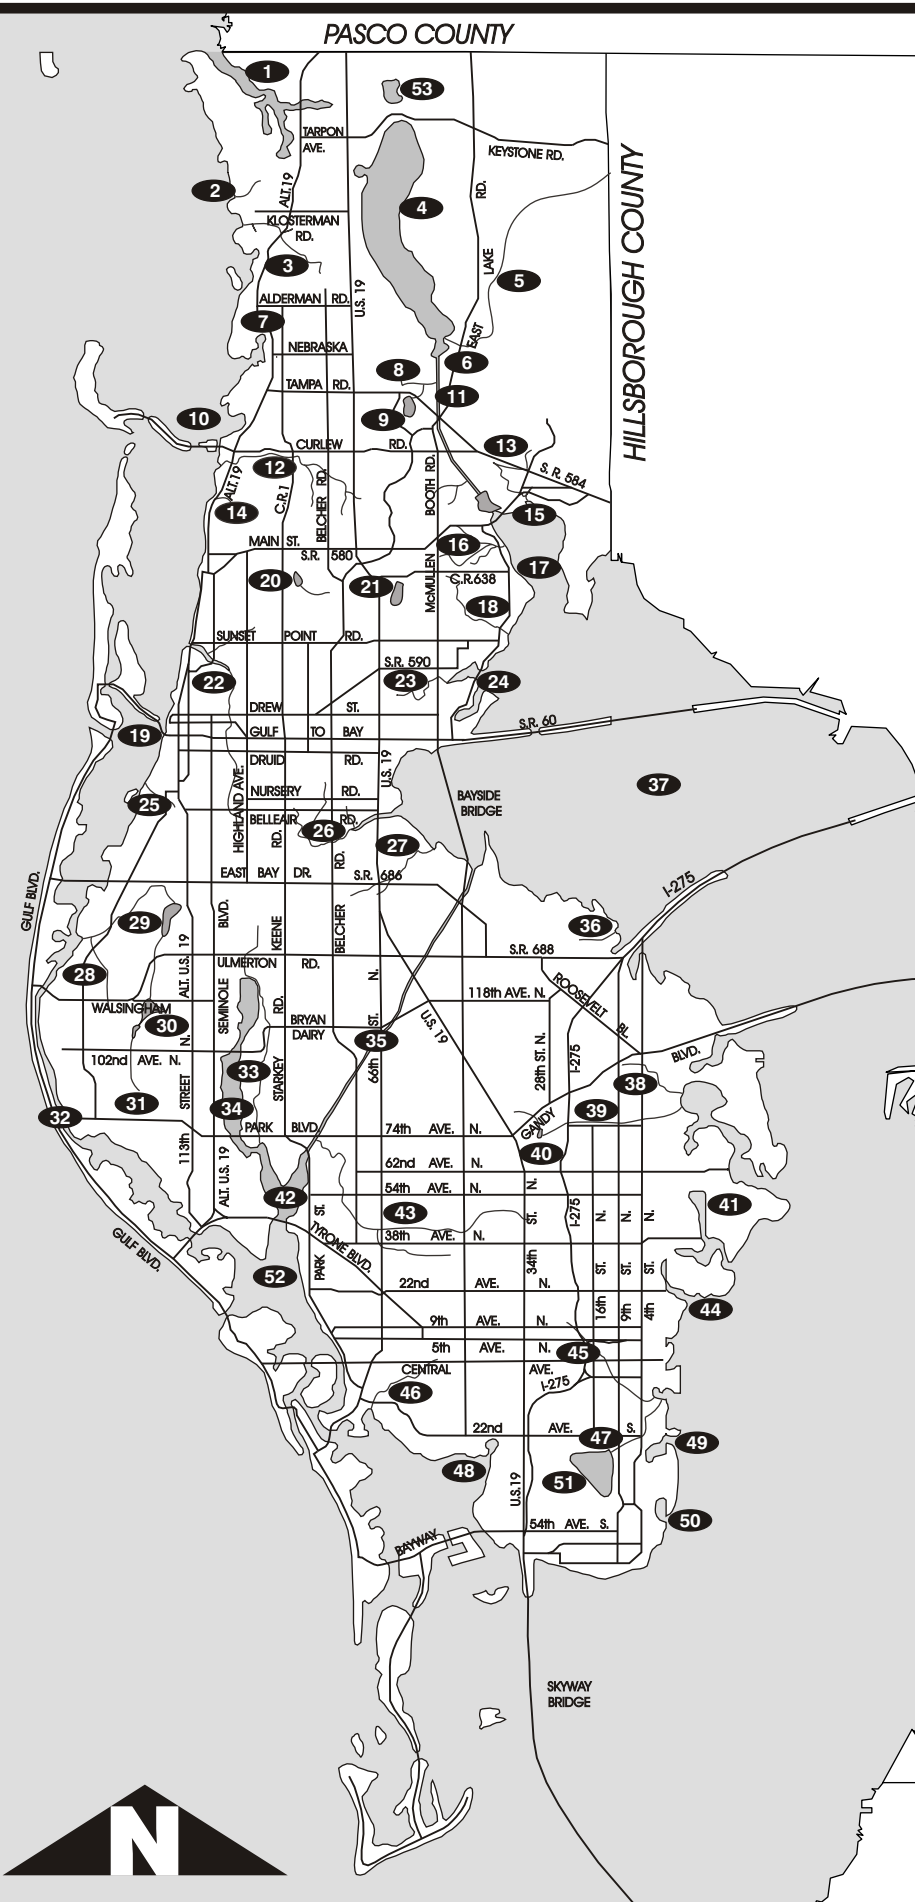 PASCO COUNTY
1
53
TARPON
AVE.
KEYSTONE RD.
HILLSBOROUGH COUNTY
2
ALT.19
4
RD.
KLOSTERMAN
RD.
3
LAKE
5
ALDERMAN RD.
U.S. 19
7
EAST
NEBRASKA
6
8
TAMPA RD.
11
10
9
CURLEW RD.
13
12
ALT.19
C.R.1
BELCHER RD.
BOOTH RD.
S. R. 584
14
15
MAIN ST.
S.R. 580
16
17
20
21
McMULLEN
C.R.638
18
SUNSET POINT RD.
S.R. 590
22
23
24
DREW ST.
S.R. 60
19
GULF TO BAY
DRUID RD.
U.S. 19
37
HIGHLAND AVE.
NURSERY RD.
BAYSIDE
BRIDGE
25
BELLEAIR RD.
26
RD.
27
RD.
EAST BAY DR.
S.R. 686
I-275
GULF BLVD.
BLVD.
KEENE
BELCHER
29
36
ALT. U.S. 19
N.
S.R. 688
ULMERTON RD.
28
SEMINOLE
RD.
118th AVE. N.
ROOSEVELT BL.
WALSINGHAM
30
BRYAN
DAIRY
ST.
U.S. 19
N.
35
28th ST. N.
I-275
BLVD.
102nd AVE. N.
66th
33
STARKEY
38
STREET
31
34
39
32
GANDY
PARK BLVD.
74th AVE. N.
113th
40
62nd AVE. N.
ALT. U.S. 19
54th AVE. N.
N.
42
41
43
ST.
ST.
I-275
N.
N.
N.
GULF BLVD.
TYRONE BLVD.
38th AVE. N.
PARK
34th
ST.
ST.
ST.
52
22nd AVE. N.
16th
9th
4th
44
9th AVE. N.
5th AVE. N.
45
CENTRAL AVE.
I-275
46
22nd AVE. S.
47
49
48
U.S.19
51
50
54th AVE. S.
BAYWAY
SKYWAY
BRIDGE
N